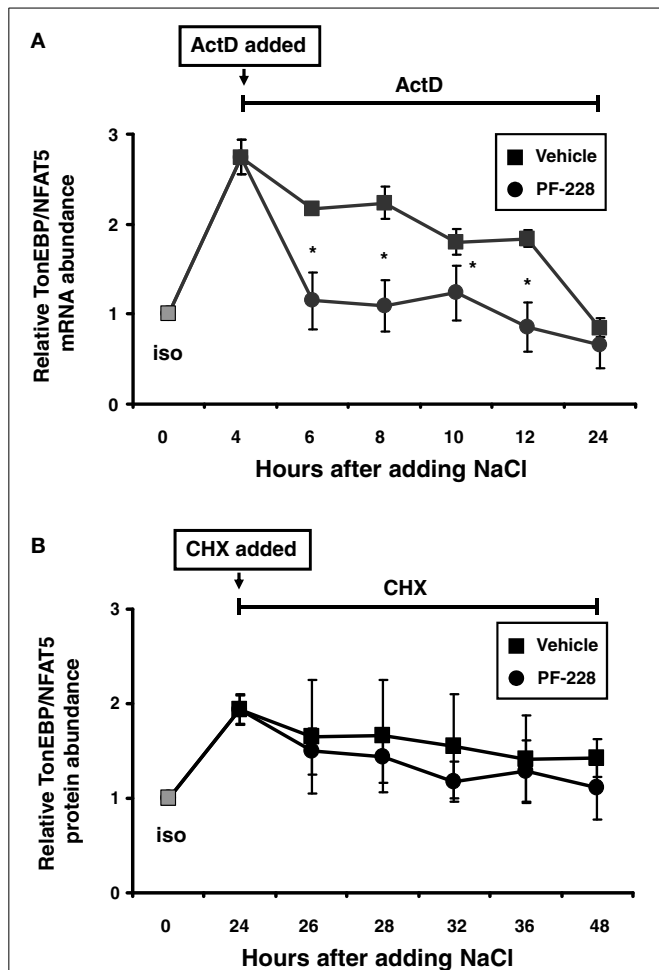 A
ActD added
ActD
3
2
1
0
Relative TonEBP/NFAT5
mRNA abundance
Vehicle
PF-228
* * * *
iso
0 4 6 8 10 12 24
Hours after adding NaCl
B
CHX added
CHX
3
2
1
0
Relative TonEBP/NFAT5
protein abundance
Vehicle
PF-228
iso
0 24 26 28 32 36 48
Hours after adding NaCl